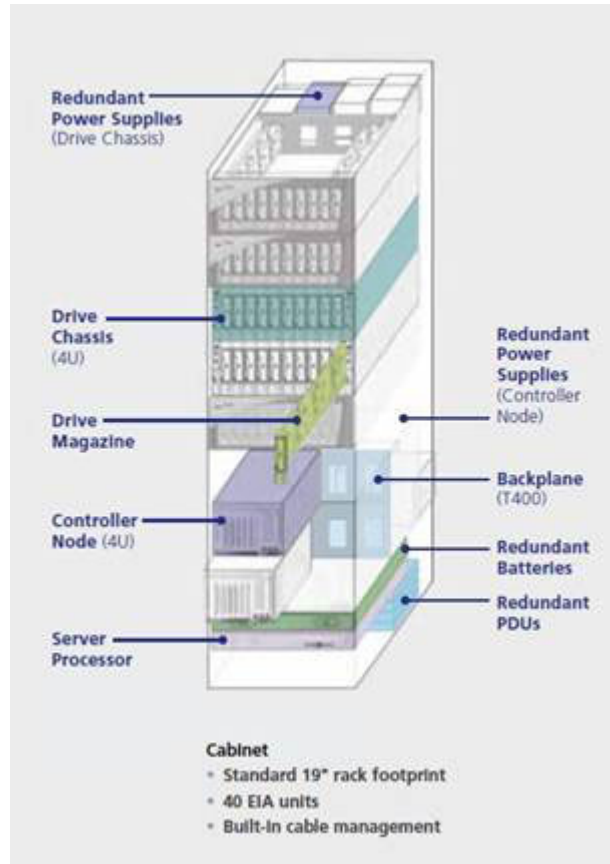 Redundant
Power Supplies
(Drive Chassis)
Drive
Chassis
(4U)
Drive
Magazine
Controller
Node (4U)
Server
Processor
Redundant
Power
Supplies
(Controller
Node)
Backplane
(T400)
Redundant
Batteries
Redundant
PDUs
Cabinet
• Standard 19" rack footprint
• 40 EIA units
• Built-in cable management